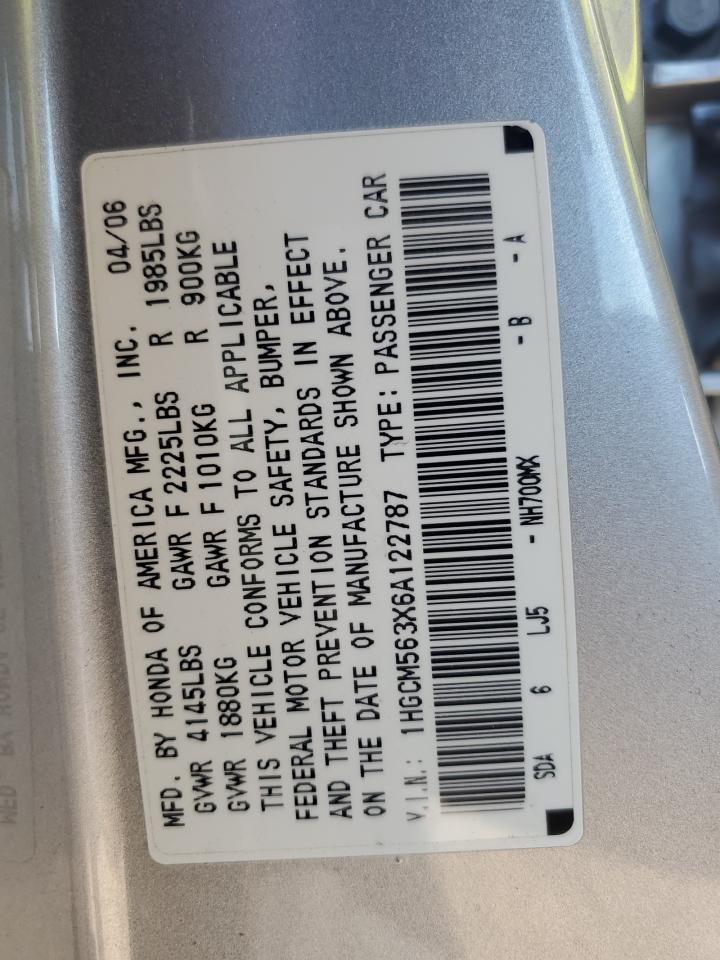 MFD. BY HONDA OF AMERICA MFG., INC. 04/06
GVWR 4145LBS GAWR F 2225LBS R 1985LBS
GVWR 1880KG GAWR F 1010KG R 900KG
THIS VEHICLE CONFORMS TO ALL APPLICABLE
FEDERAL MOTOR VEHICLE SAFETY, BUMPER,
AND THEFT PREVENTION STANDARDS IN EFFECT
ON THE DATE OF MANUFACTURE SHOWN ABOVE.
V.I.N.: 1HGCM563X6A122787 TYPE: PASSENGER CAR
SDA 6 LJ5 - NH700MX - B - A